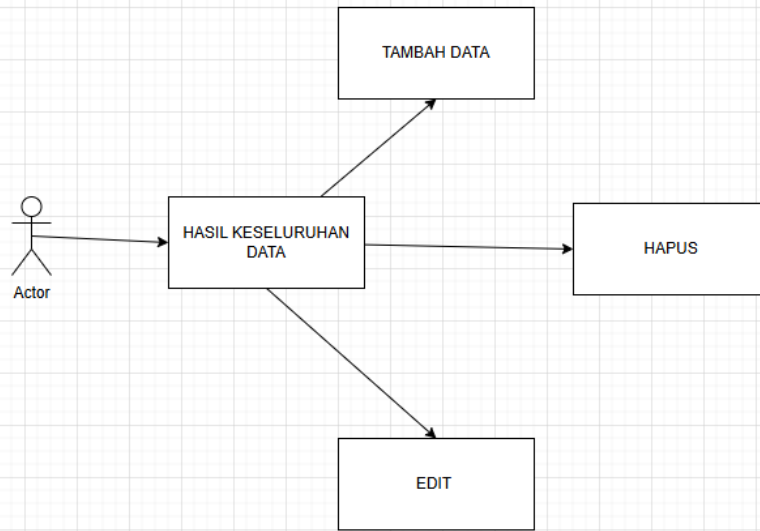 TAMBAH DATA
HASIL KESELURUHAN
DATA
HAPUS
Actor
EDIT